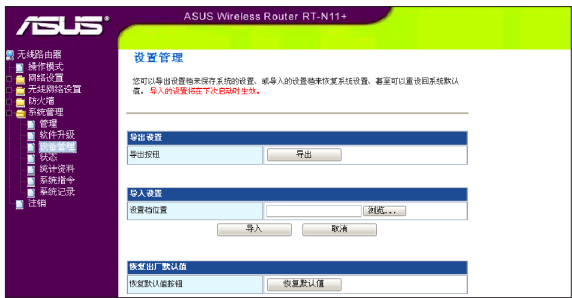 ASUS
ASUS Wireless Router RT-N11+
无线路由器
操作模式
网络设置
无线网络设置
防火墙
系统管理
管理
软件升级
设置管理
状态
统计资料
系统指令
系统记录
注销
设置管理
您可以导出设置档来保存系统的设置、或导入的设置档来恢复系统设置、甚至可以重设回系统默认
值。导入的设置将在下次启动时生效。
导出设置
导出按钮
导出
导入设置
设置档位置
浏览...
导入
取消
恢复出厂默认值
恢复默认值按钮
恢复默认值